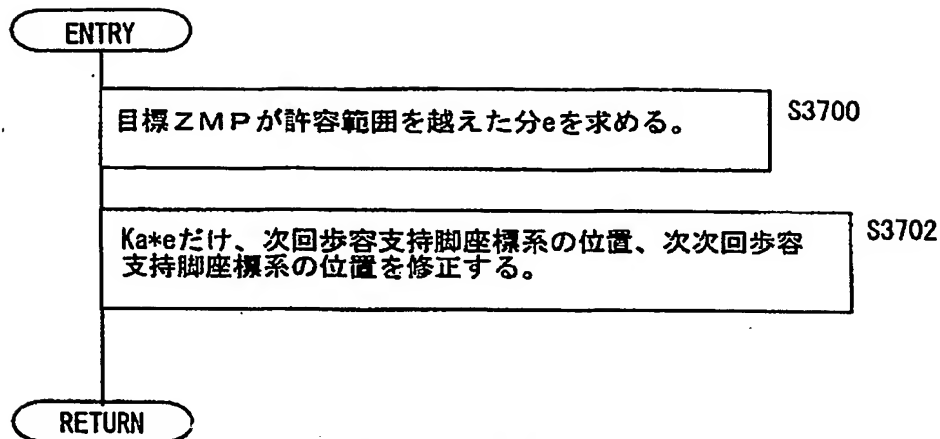 ENTRY
目標ZMPが許容範囲を越えた分eを求める。
S3700
Ka*eだけ、次回歩容支持脚座標系の位置、次次回歩容
支持脚座標系の位置を修正する。
S3702
RETURN